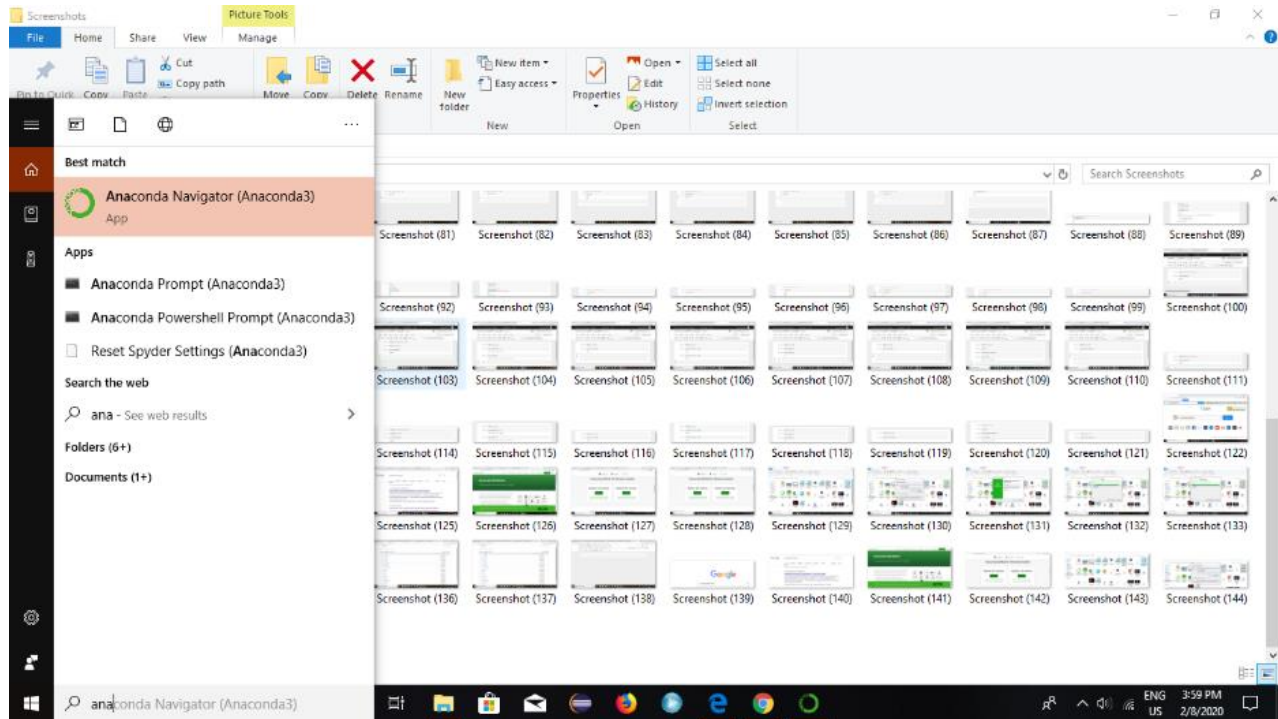 Screenshots
Picture Tools
File Home Share View Manage
Cut
Copy path
Pin to Quick Copy Paste
Move Copy Delete Rename
New folder
New item
Easy access
New
Properties
Open
Edit
History
Open
Select all
Select none
Invert selection
Select
Search Screenshots
Best match
Anaconda Navigator (Anaconda3)
App
Apps
Anaconda Prompt (Anaconda3)
Anaconda Powershell Prompt (Anaconda3)
Reset Spyder Settings (Anaconda3)
Search the web
ana - See web results
Folders (6+)
Documents (1+)
Screenshot (81) Screenshot (82) Screenshot (83) Screenshot (84) Screenshot (85) Screenshot (86) Screenshot (87) Screenshot (88) Screenshot (89)
Screenshot (92) Screenshot (93) Screenshot (94) Screenshot (95) Screenshot (96) Screenshot (97) Screenshot (98) Screenshot (99) Screenshot (100)
Screenshot (103) Screenshot (104) Screenshot (105) Screenshot (106) Screenshot (107) Screenshot (108) Screenshot (109) Screenshot (110) Screenshot (111)
Screenshot (114) Screenshot (115) Screenshot (116) Screenshot (117) Screenshot (118) Screenshot (119) Screenshot (120) Screenshot (121) Screenshot (122)
Screenshot (125) Screenshot (126) Screenshot (127) Screenshot (128) Screenshot (129) Screenshot (130) Screenshot (131) Screenshot (132) Screenshot (133)
Google
Screenshot (136) Screenshot (137) Screenshot (138) Screenshot (139) Screenshot (140) Screenshot (141) Screenshot (142) Screenshot (143) Screenshot (144)
anaconda Navigator (Anaconda3)
ENG 3:59 PM
US 2/8/2020